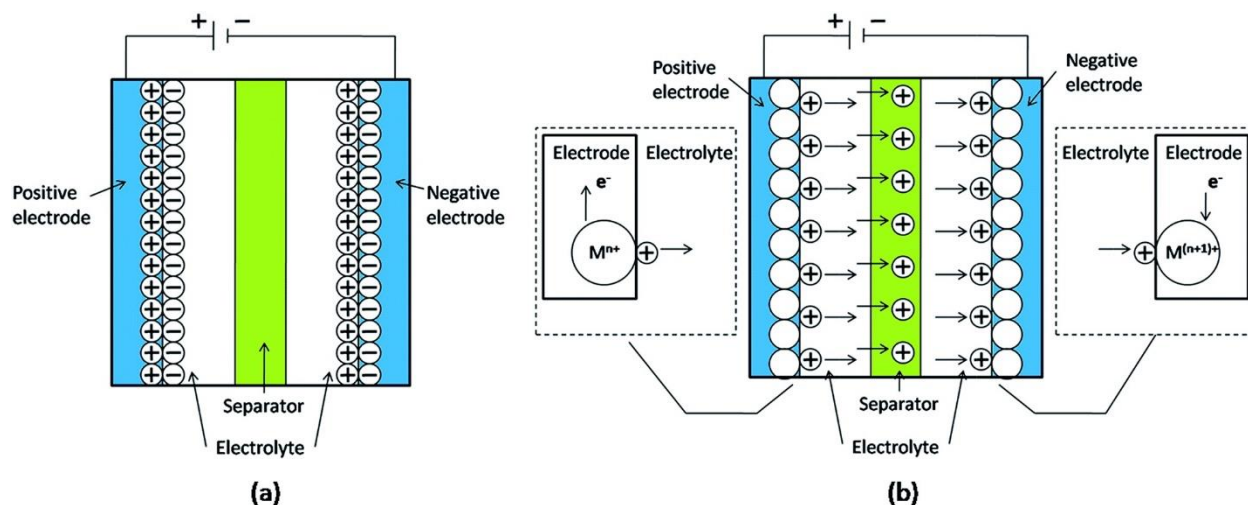 + −
Positive
electrode
Negative
electrode
Separator
Electrolyte
(a)
+ −
Positive
electrode
Negative
electrode
Electrode
Electrolyte
e⁻
Mⁿ⁺
Electrolyte
Electrode
e⁻
M⁽ⁿ⁺¹⁾⁺
Separator
Electrolyte
(b)